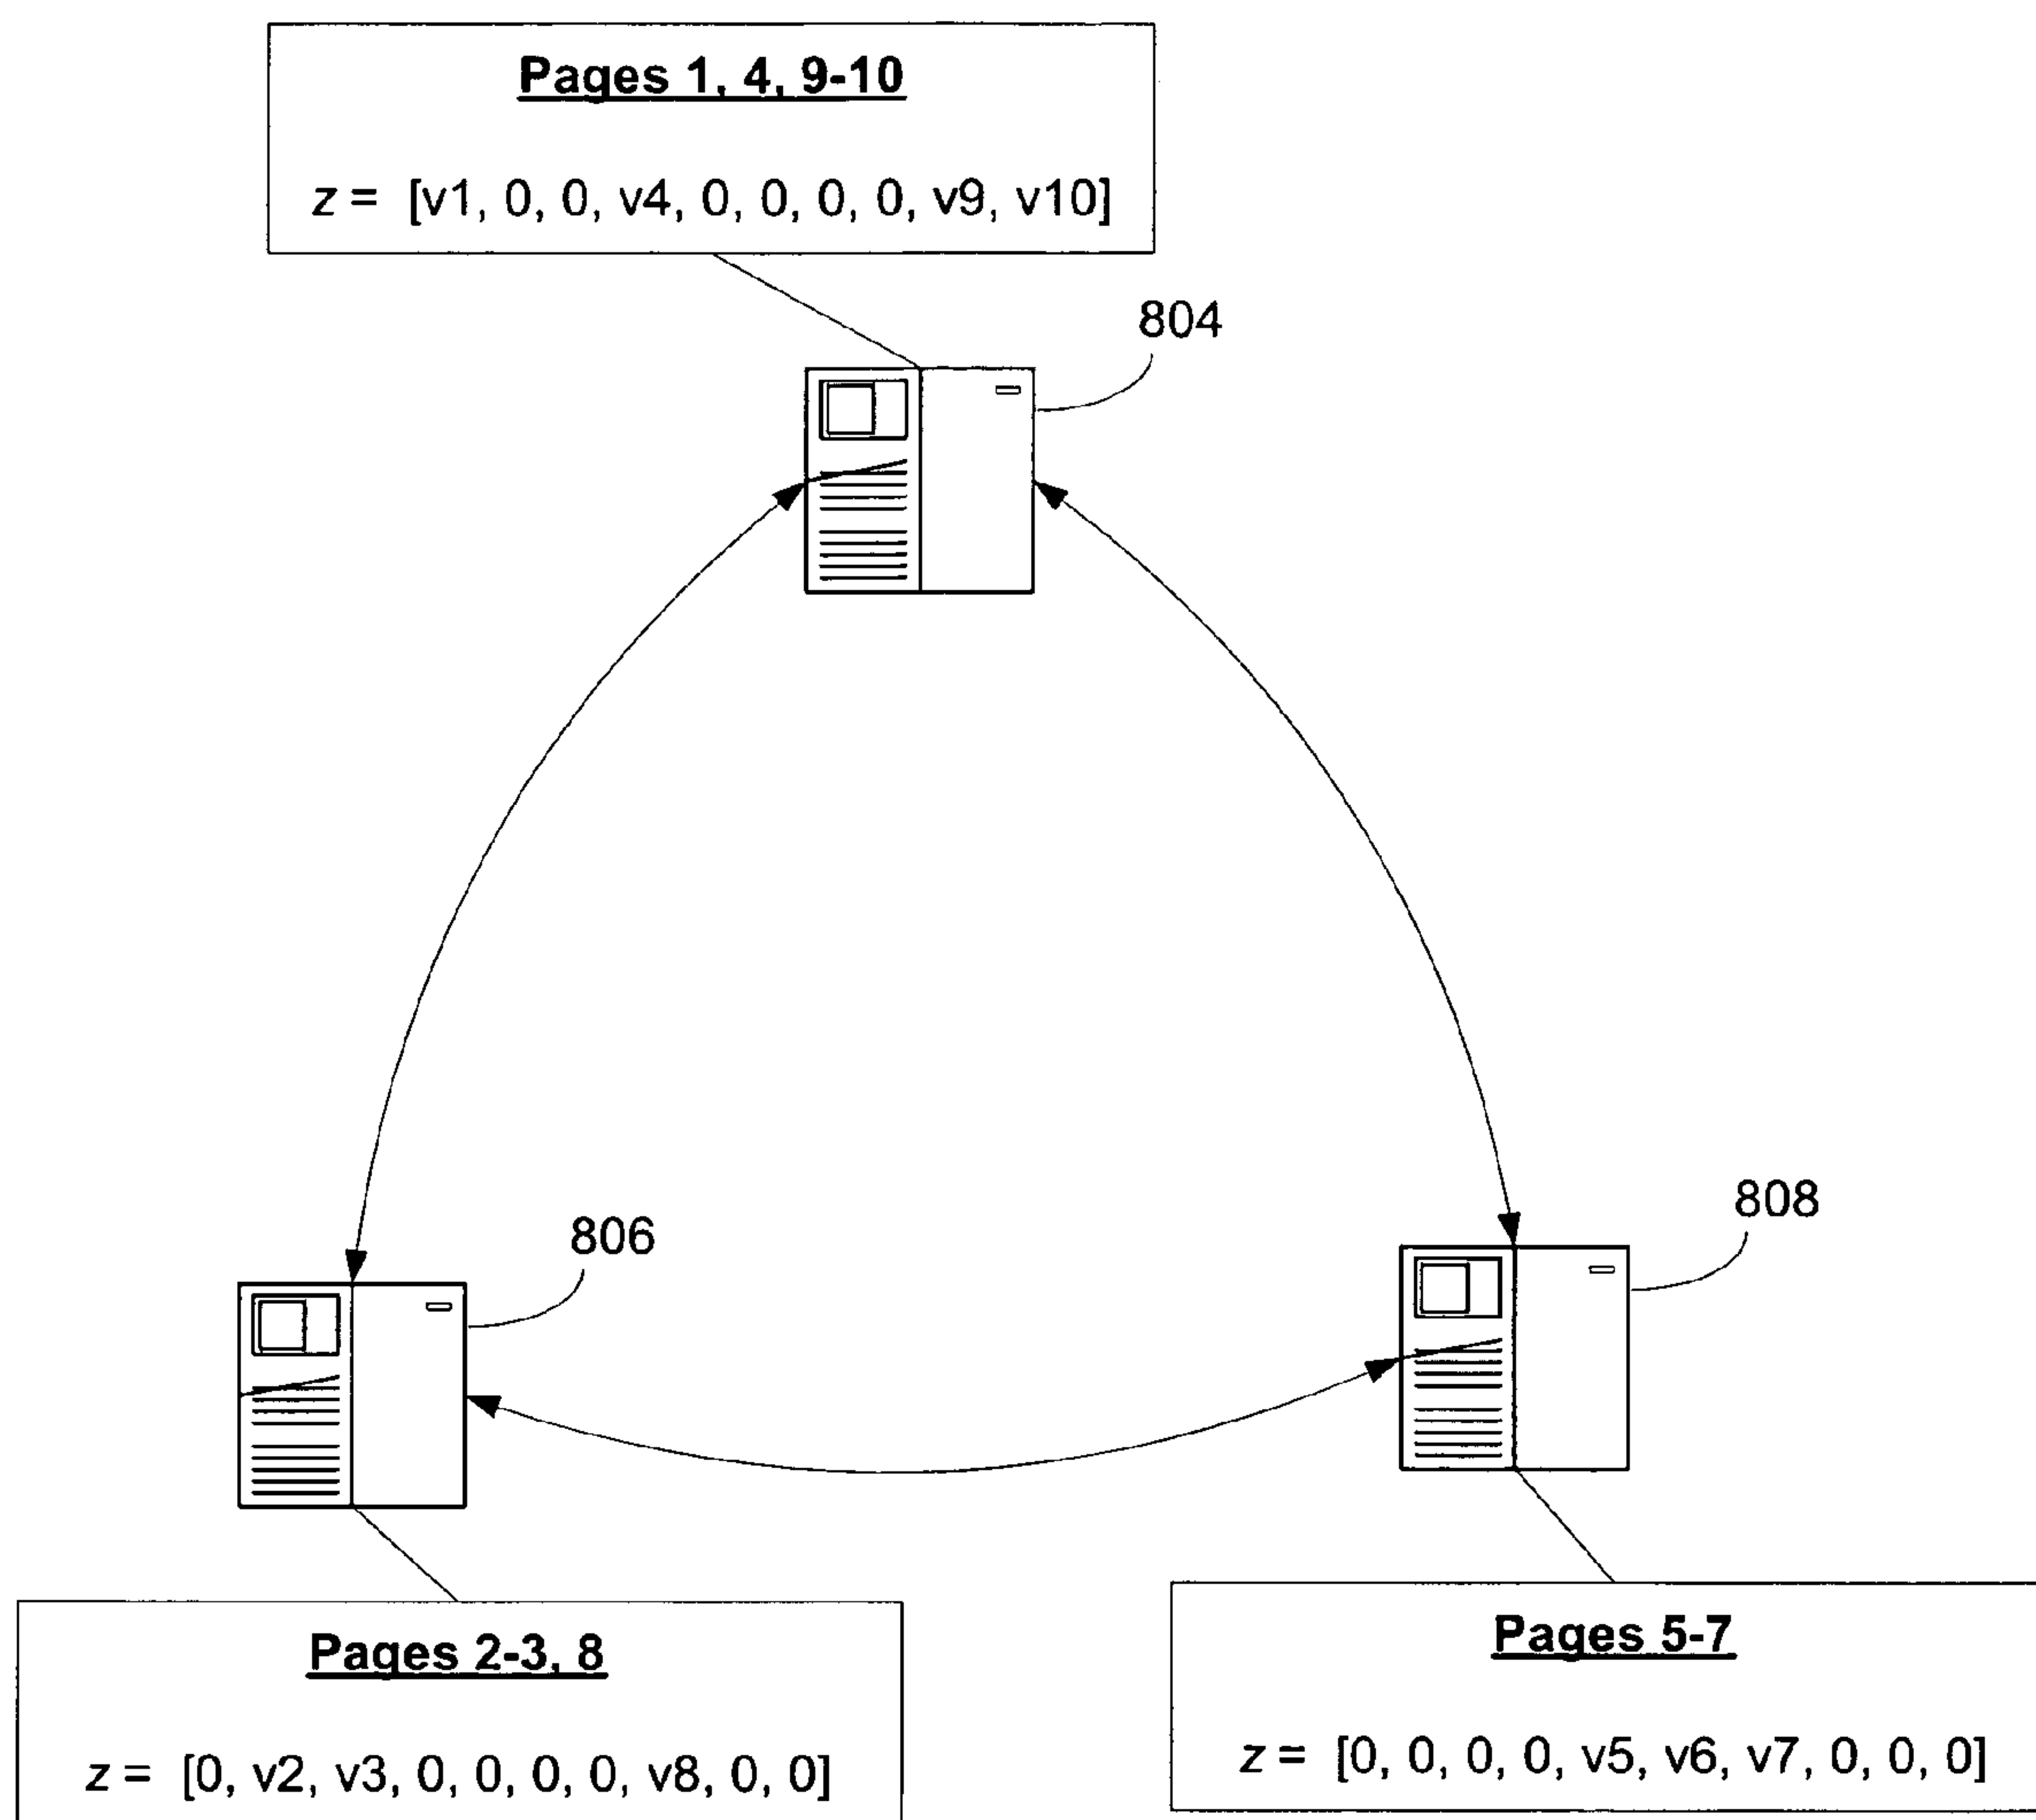 Pages 1, 4, 9-10
z = [v1, 0, 0, v4, 0, 0, 0, 0, v9, v10]
804
806
808
Pages 2-3, 8
z = [0, v2, v3, 0, 0, 0, 0, v8, 0, 0]
Pages 5-7
z = [0, 0, 0, 0, v5, v6, v7, 0, 0, 0]